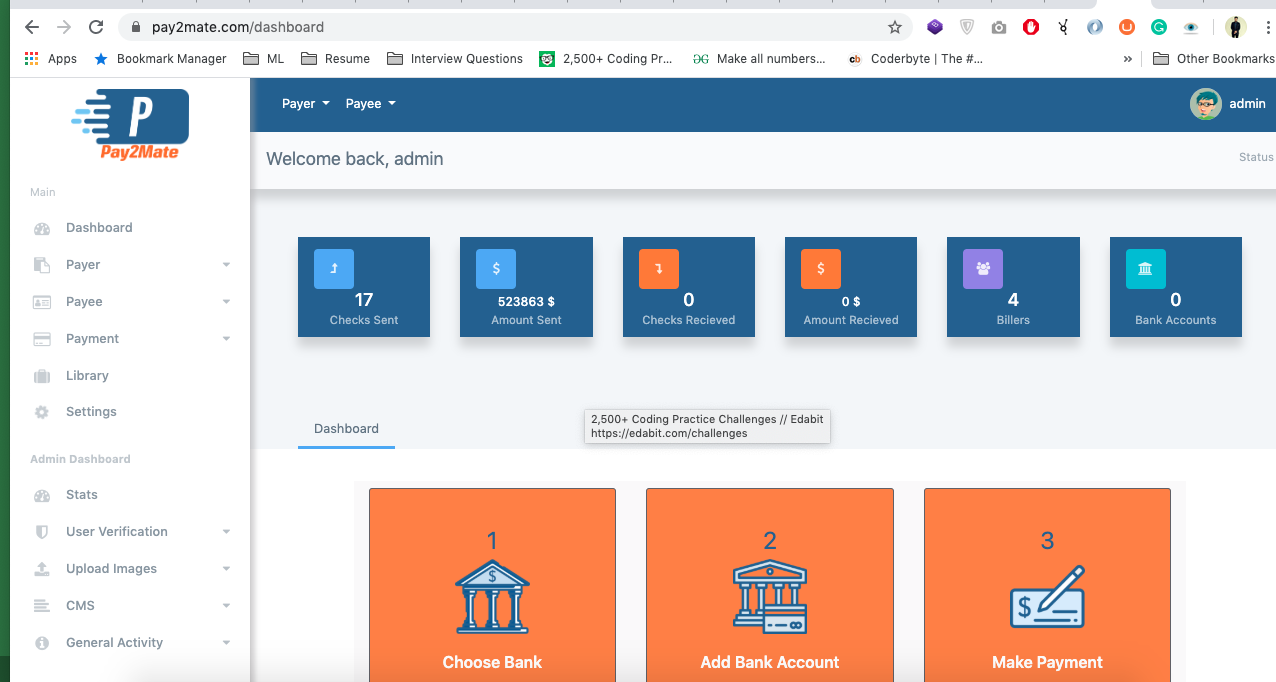 pay2mate.com/dashboard
Apps Bookmark Manager ML Resume Interview Questions 2,500+ Coding Pr... Make all numbers... cb Coderbyte | The #... » Other Bookmarks
P
Pay2Mate
Payer Payee admin
Welcome back, admin Status
Main
Dashboard
Payer
Payee
Payment
Library
Settings
Admin Dashboard
Stats
User Verification
Upload Images
CMS
General Activity
17
Checks Sent
$
523863 $
Amount Sent
0
Checks Recieved
$
0 $
Amount Recieved
4
Billers
0
Bank Accounts
Dashboard
2,500+ Coding Practice Challenges // Edabit
https://edabit.com/challenges
1
$
Choose Bank
2
Add Bank Account
3
$
Make Payment